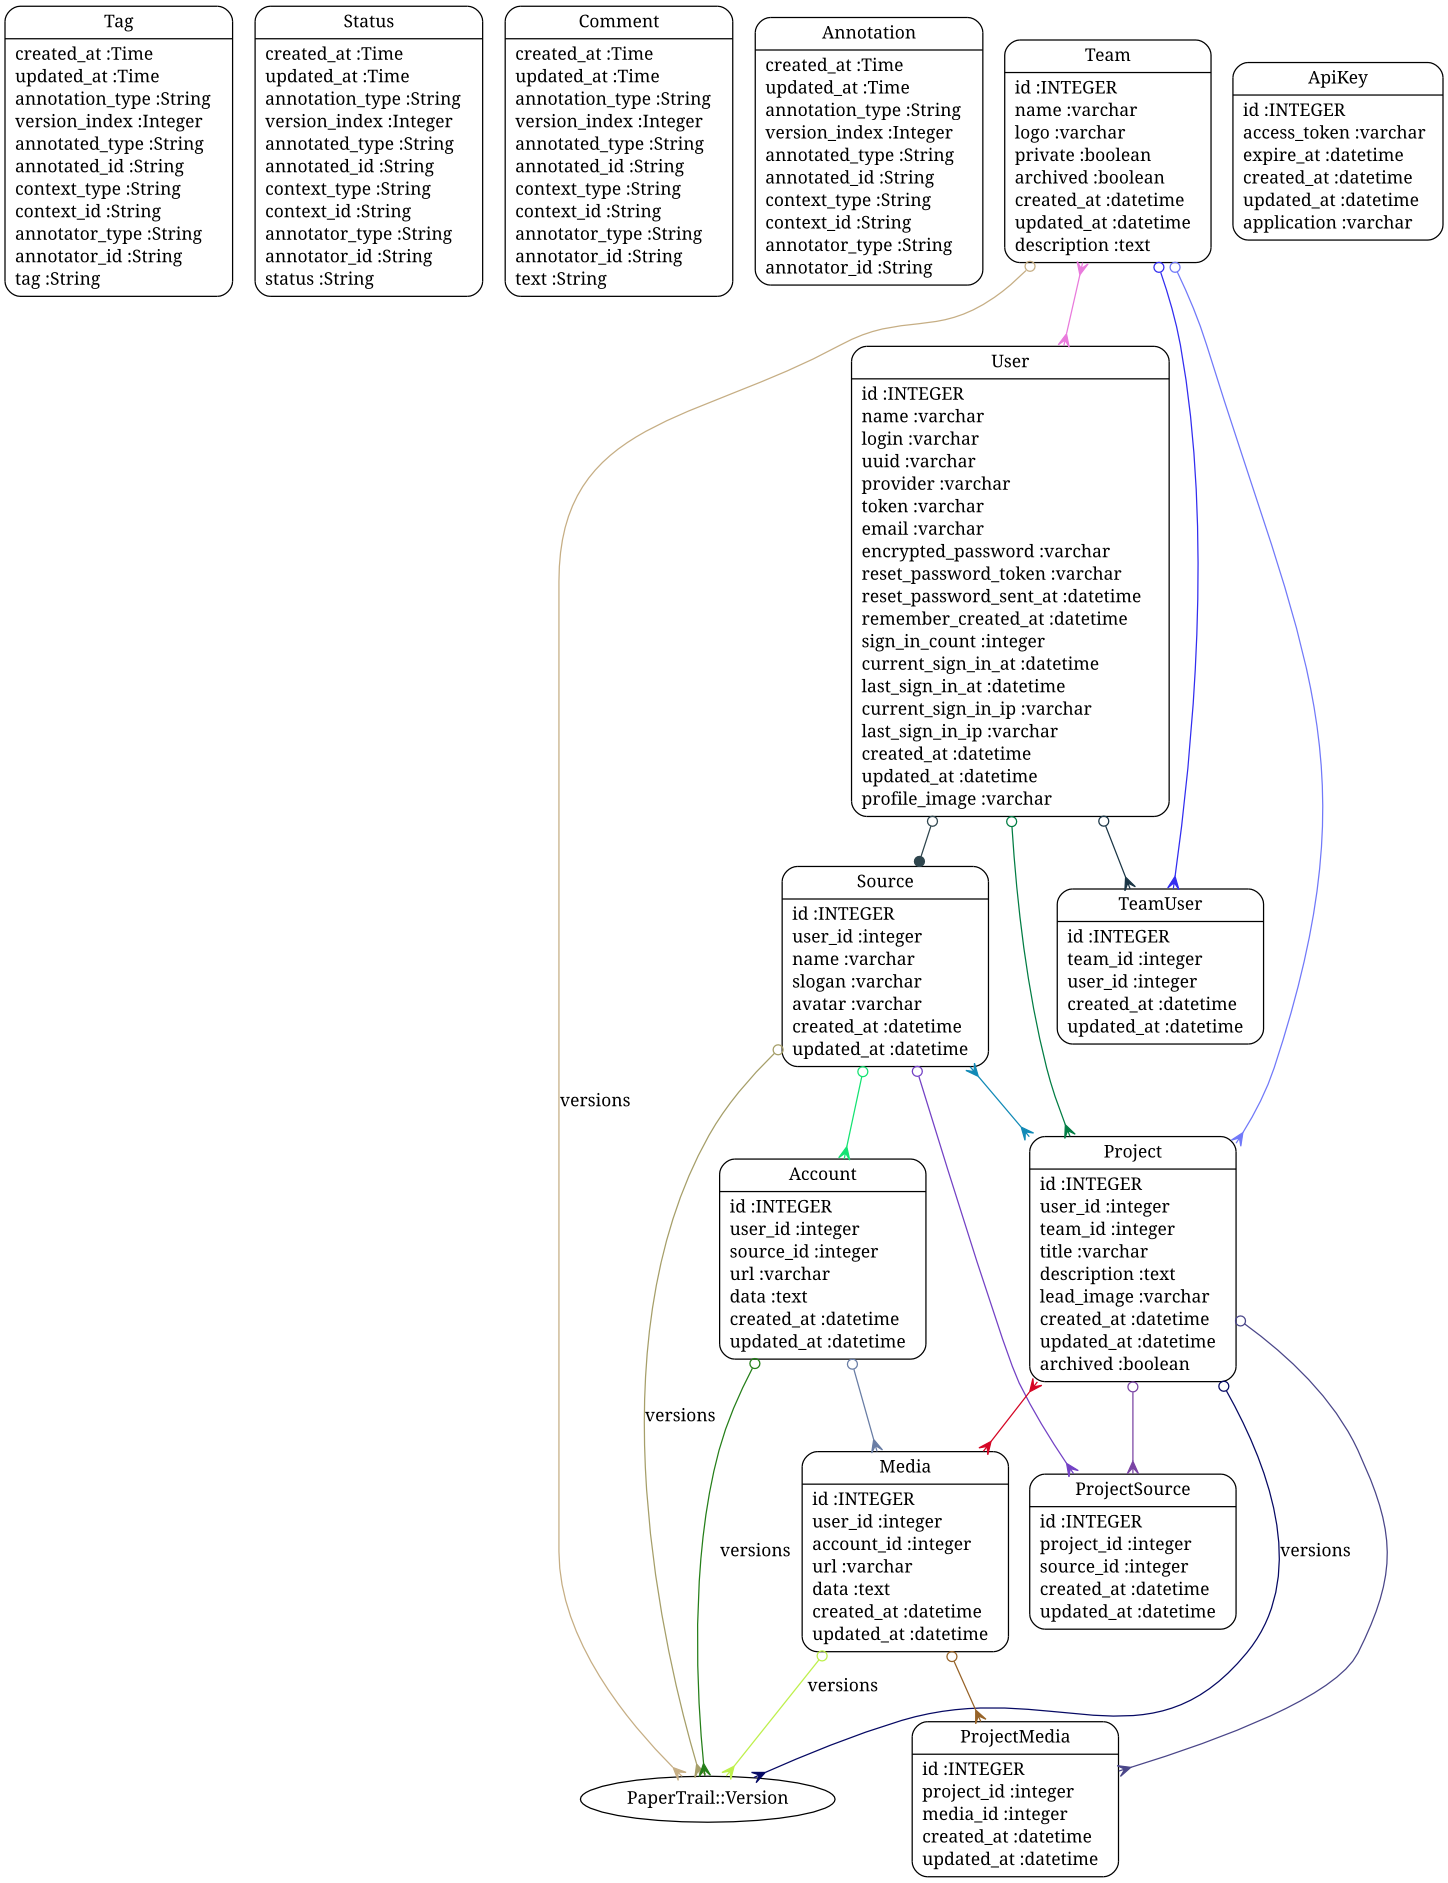 Tag
created_at :Time
updated_at :Time
annotation_type :String
version_index :Integer
annotated_type :String
annotated_id :String
context_type :String
context_id :String
annotator_type :String
annotator_id :String
tag :String
Status
created_at :Time
updated_at :Time
annotation_type :String
version_index :Integer
annotated_type :String
annotated_id :String
context_type :String
context_id :String
annotator_type :String
annotator_id :String
status :String
Comment
created_at :Time
updated_at :Time
annotation_type :String
version_index :Integer
annotated_type :String
annotated_id :String
context_type :String
context_id :String
annotator_type :String
annotator_id :String
text :String
Annotation
created_at :Time
updated_at :Time
annotation_type :String
version_index :Integer
annotated_type :String
annotated_id :String
context_type :String
context_id :String
annotator_type :String
annotator_id :String
Team
id :INTEGER
name :varchar
logo :varchar
private :boolean
archived :boolean
created_at :datetime
updated_at :datetime
description :text
ApiKey
id :INTEGER
access_token :varchar
expire_at :datetime
created_at :datetime
updated_at :datetime
application :varchar
User
id :INTEGER
name :varchar
login :varchar
uuid :varchar
provider :varchar
token :varchar
email :varchar
encrypted_password :varchar
reset_password_token :varchar
reset_password_sent_at :datetime
remember_created_at :datetime
sign_in_count :integer
current_sign_in_at :datetime
last_sign_in_at :datetime
current_sign_in_ip :varchar
last_sign_in_ip :varchar
created_at :datetime
updated_at :datetime
profile_image :varchar
Source
id :INTEGER
user_id :integer
name :varchar
slogan :varchar
avatar :varchar
created_at :datetime
updated_at :datetime
TeamUser
id :INTEGER
team_id :integer
user_id :integer
created_at :datetime
updated_at :datetime
versions
Account
id :INTEGER
user_id :integer
source_id :integer
url :varchar
data :text
created_at :datetime
updated_at :datetime
Project
id :INTEGER
user_id :integer
team_id :integer
title :varchar
description :text
lead_image :varchar
created_at :datetime
updated_at :datetime
archived :boolean
versions
versions
Media
id :INTEGER
user_id :integer
account_id :integer
url :varchar
data :text
created_at :datetime
updated_at :datetime
ProjectSource
id :INTEGER
project_id :integer
source_id :integer
created_at :datetime
updated_at :datetime
versions
versions
ProjectMedia
id :INTEGER
project_id :integer
media_id :integer
created_at :datetime
updated_at :datetime
PaperTrail::Version